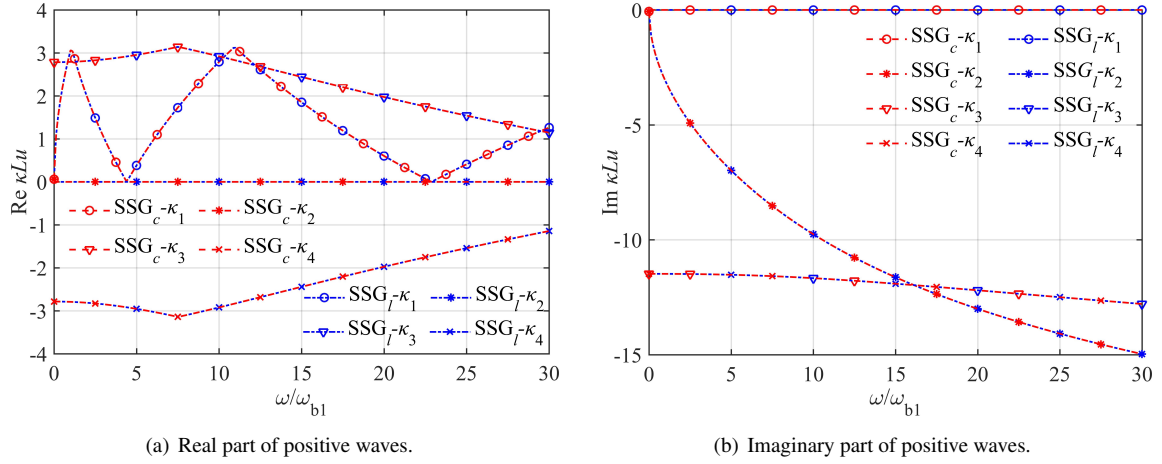 4
3
2
1
0
-1
-2
-3
-4
Re κLu
SSG_c-κ_1 SSG_c-κ_2
SSG_c-κ_3 SSG_c-κ_4
SSG_l-κ_1 SSG_l-κ_2
SSG_l-κ_3 SSG_l-κ_4
0 5 10 15 20 25 30
ω/ω_b1
(a) Real part of positive waves.
0
-5
-10
-15
Im κLu
SSG_c-κ_1 SSG_l-κ_1
SSG_c-κ_2 SSG_l-κ_2
SSG_c-κ_3 SSG_l-κ_3
SSG_c-κ_4 SSG_l-κ_4
0 5 10 15 20 25 30
ω/ω_b1
(b) Imaginary part of positive waves.